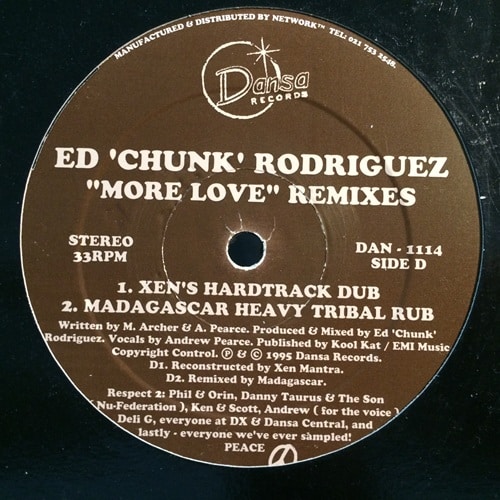 MANUFACTURED & DISTRIBUTED BY NETWORK™ TEL: 021 753 2548.
Dansa
RECORDS
ED 'CHUNK' RODRIGUEZ
"MORE LOVE" REMIXES
STEREO
33RPM
DAN - 1114
SIDE D
1. XEN'S HARDTRACK DUB
2. MADAGASCAR HEAVY TRIBAL RUB
Written by M. Archer & A. Pearce. Produced & Mixed by Ed 'Chunk'
Rodriguez. Vocals by Andrew Pearce. Published by Kool Kat / EMI Music
Copyright Control. ℗ & © 1995 Dansa Records.
D1. Reconstructed by Xen Mantra.
D2. Remixed by Madagascar.
Respect 2: Phil & Orin, Danny Taurus & The Son
( Nu-Federation ), Ken & Scott, Andrew ( for the voice )
Deli G, everyone at DX & Dansa Central, and
lastly - everyone we've ever sampled!
PEACE